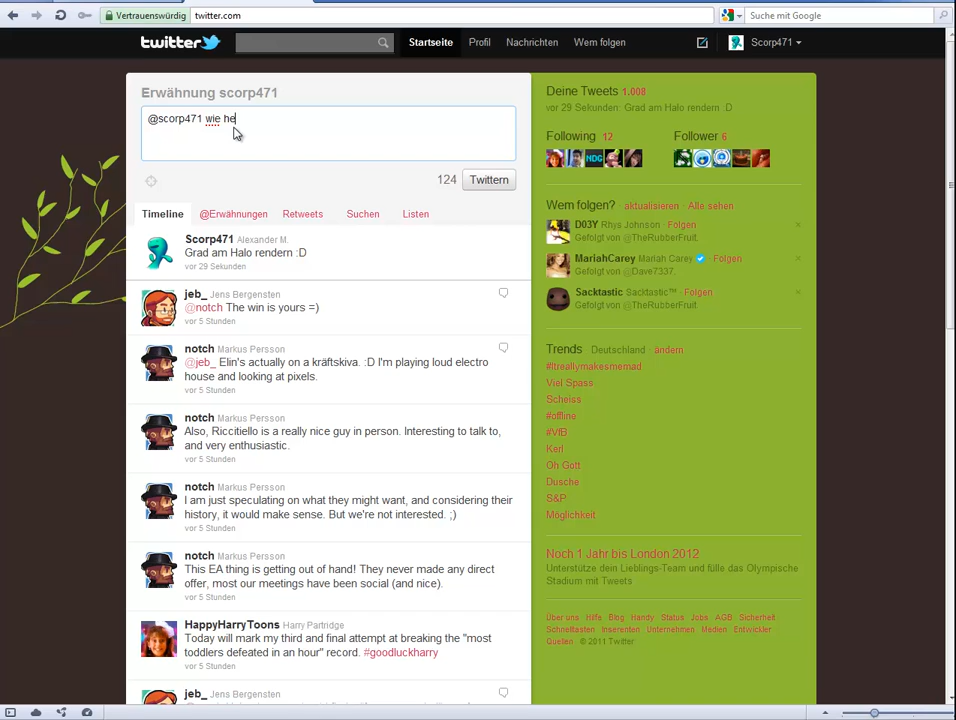 Vertrauenswürdig
twitter.com
Suche mit Google
twitter
Startseite
Profil
Nachrichten
Wem folgen
Scorp471
Erwähnung scorp471
@scorp471 wie he
124
Twittern
Timeline
@Erwähnungen
Retweets
Suchen
Listen
Scorp471 Alexander M.
Grad am Halo rendern :D
vor 29 Sekunden
jeb_ Jens Bergensten
@notch The win is yours =)
vor 5 Stunden
notch Markus Persson
@jeb_ Elin's actually on a kräftskiva. :D I'm playing loud electro
house and looking at pixels.
vor 5 Stunden
notch Markus Persson
Also, Riccitiello is a really nice guy in person. Interesting to talk to,
and very enthusiastic.
vor 5 Stunden
notch Markus Persson
I am just speculating on what they might want, and considering their
history, it would make sense. But we're not interested. ;)
vor 5 Stunden
notch Markus Persson
This EA thing is getting out of hand! They never made any direct
offer, most our meetings have been social (and nice).
vor 5 Stunden
HappyHarryToons Harry Partridge
Today will mark my third and final attempt at breaking the "most
toddlers defeated in an hour" record. #goodluckharry
vor 5 Stunden
jeb_ Jens Bergensten
Deine Tweets 1.008
vor 29 Sekunden: Grad am Halo rendern :D
Following 12
Follower 6
NDG
Wem folgen? aktualisieren · Alle sehen
D03Y Rhys Johnson · Folgen
Gefolgt von @TheRubberFruit.
MariahCarey Mariah Carey · Folgen
Gefolgt von @Dave7337.
Sacktastic Sacktastic™ · Folgen
Gefolgt von @TheRubberFruit.
Trends Deutschland · ändern
#Itreallymakesmemad
Viel Spass
Scheiss
#offline
#VfB
Kerl
Oh Gott
Dusche
S&P
Möglichkeit
Noch 1 Jahr bis London 2012
Unterstütze dein Lieblings-Team und fülle das Olympische
Stadium mit Tweets
Über uns Hilfe Blog Handy Status Jobs AGB Sicherheit
Schnelltasten Inserenten Unternehmen Medien Entwickler
Quellen © 2011 Twitter